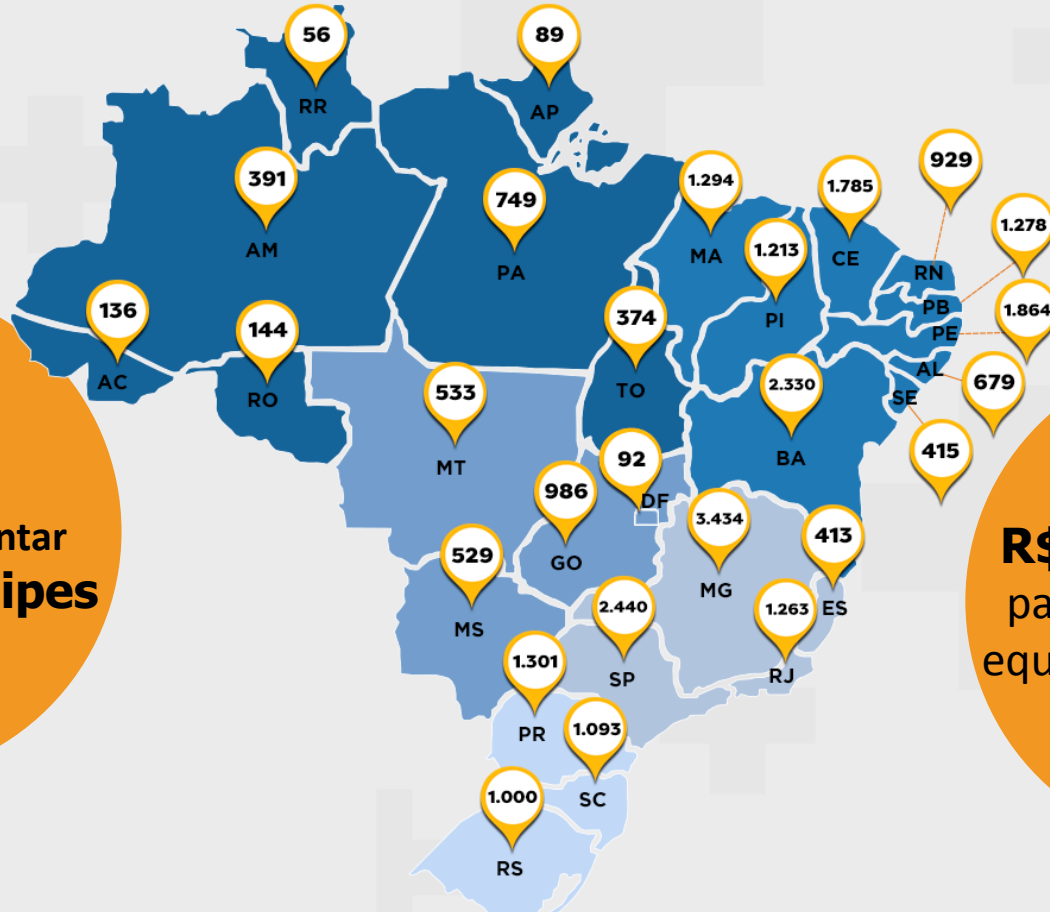 56
RR
89
AP
391
AM
749
PA
1.294
MA
1.785
CE
929
RN
1.278
PB
1.213
PI
1.864
PE
136
AC
144
RO
374
TO
679
AL
SE
415
533
MT
2.330
BA
92
DF
986
GO
3.434
MG
413
ES
529
MS
2.440
SP
1.263
RJ
1.301
PR
1.093
SC
1.000
RS
ntar
ipes
R$
pa
equ